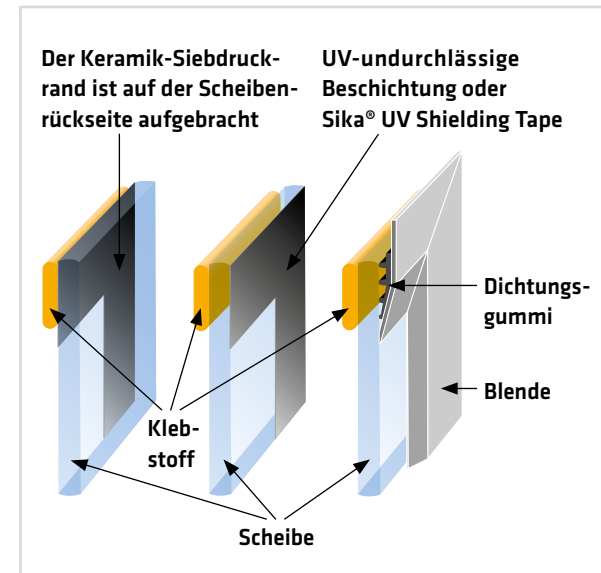 Der Keramik-Siebdruck-
rand ist auf der Scheiben-
rückseite aufgebracht
UV-undurchlässige
Beschichtung oder
Sika® UV Shielding Tape
Dichtungs-
gummi
Blende
Kleb-
stoff
Scheibe